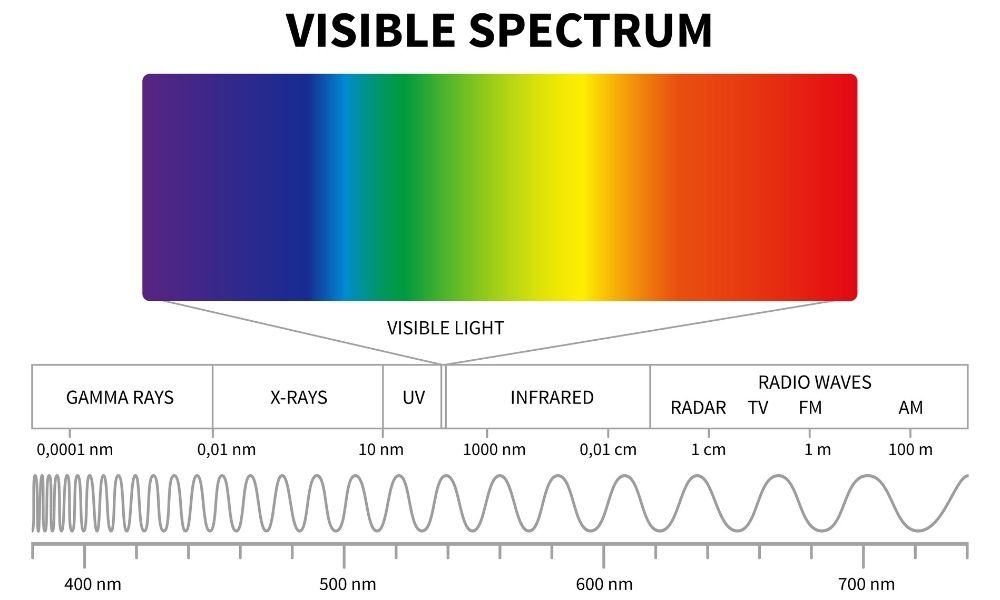 VISIBLE SPECTRUM
VISIBLE LIGHT
GAMMA RAYS X-RAYS UV INFRARED RADIO WAVES
RADAR TV FM AM
0,0001 nm 0,01 nm 10 nm 1000 nm 0,01 cm 1 cm 1 m 100 m
400 nm 500 nm 600 nm 700 nm